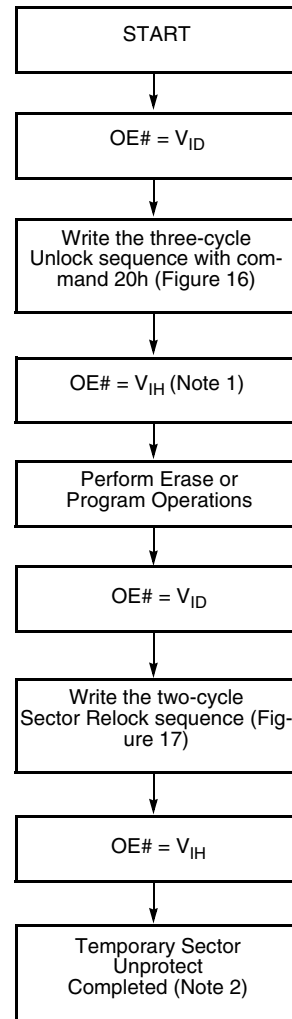 START
OE# = VID
Write the three-cycle
Unlock sequence with com-
mand 20h (Figure 16)
OE# = VIH (Note 1)
Perform Erase or
Program Operations
OE# = VID
Write the two-cycle
Sector Relock sequence (Fig-
ure 17)
OE# = VIH
Temporary Sector
Unprotect
Completed (Note 2)